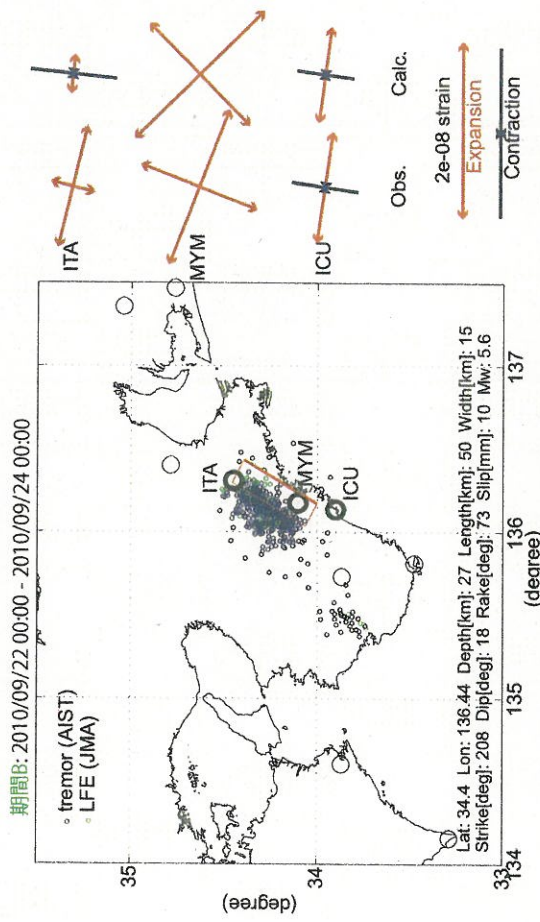 期間B: 2010/09/22 00:00 - 2010/09/24 00:00
tremor (AIST)
LFE (JMA)
35
34
33
134
135
136
137
(degree)
(degree)
ITA
MYM
ICU
Lat: 34.4 Lon: 136.44 Depth[km]: 27 Length[km]: 50 Width[km]: 15
Strike[deg]: 208 Dip[deg]: 18 Rake[deg]: 73 Slip[mm]: 10 Mw: 5.6
ITA
MYM
ICU
Obs.
Calc.
2e-08 strain
Expansion
Contraction